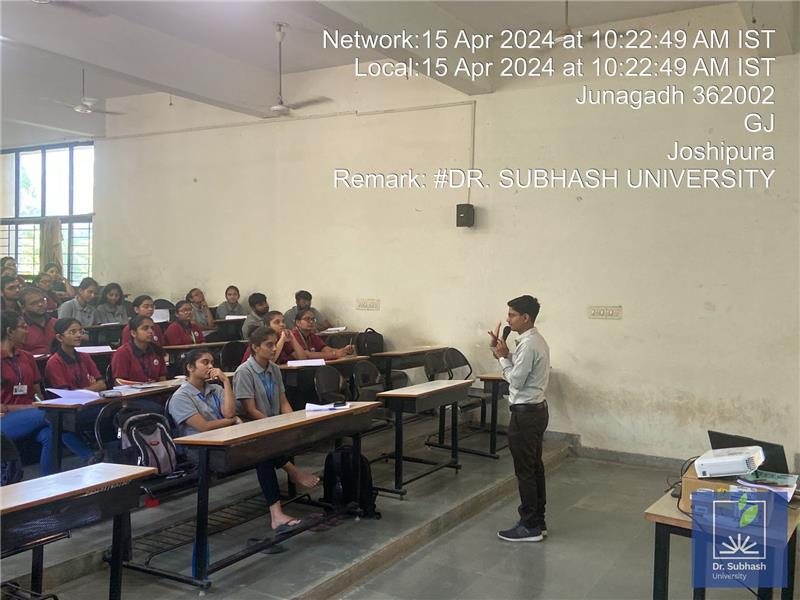 Network:15 Apr 2024 at 10:22:49 AM IST
Local:15 Apr 2024 at 10:22:49 AM IST
Junagadh 362002
GJ
Joshipura
Remark: #DR. SUBHASH UNIVERSITY
Dr. Subhash
University